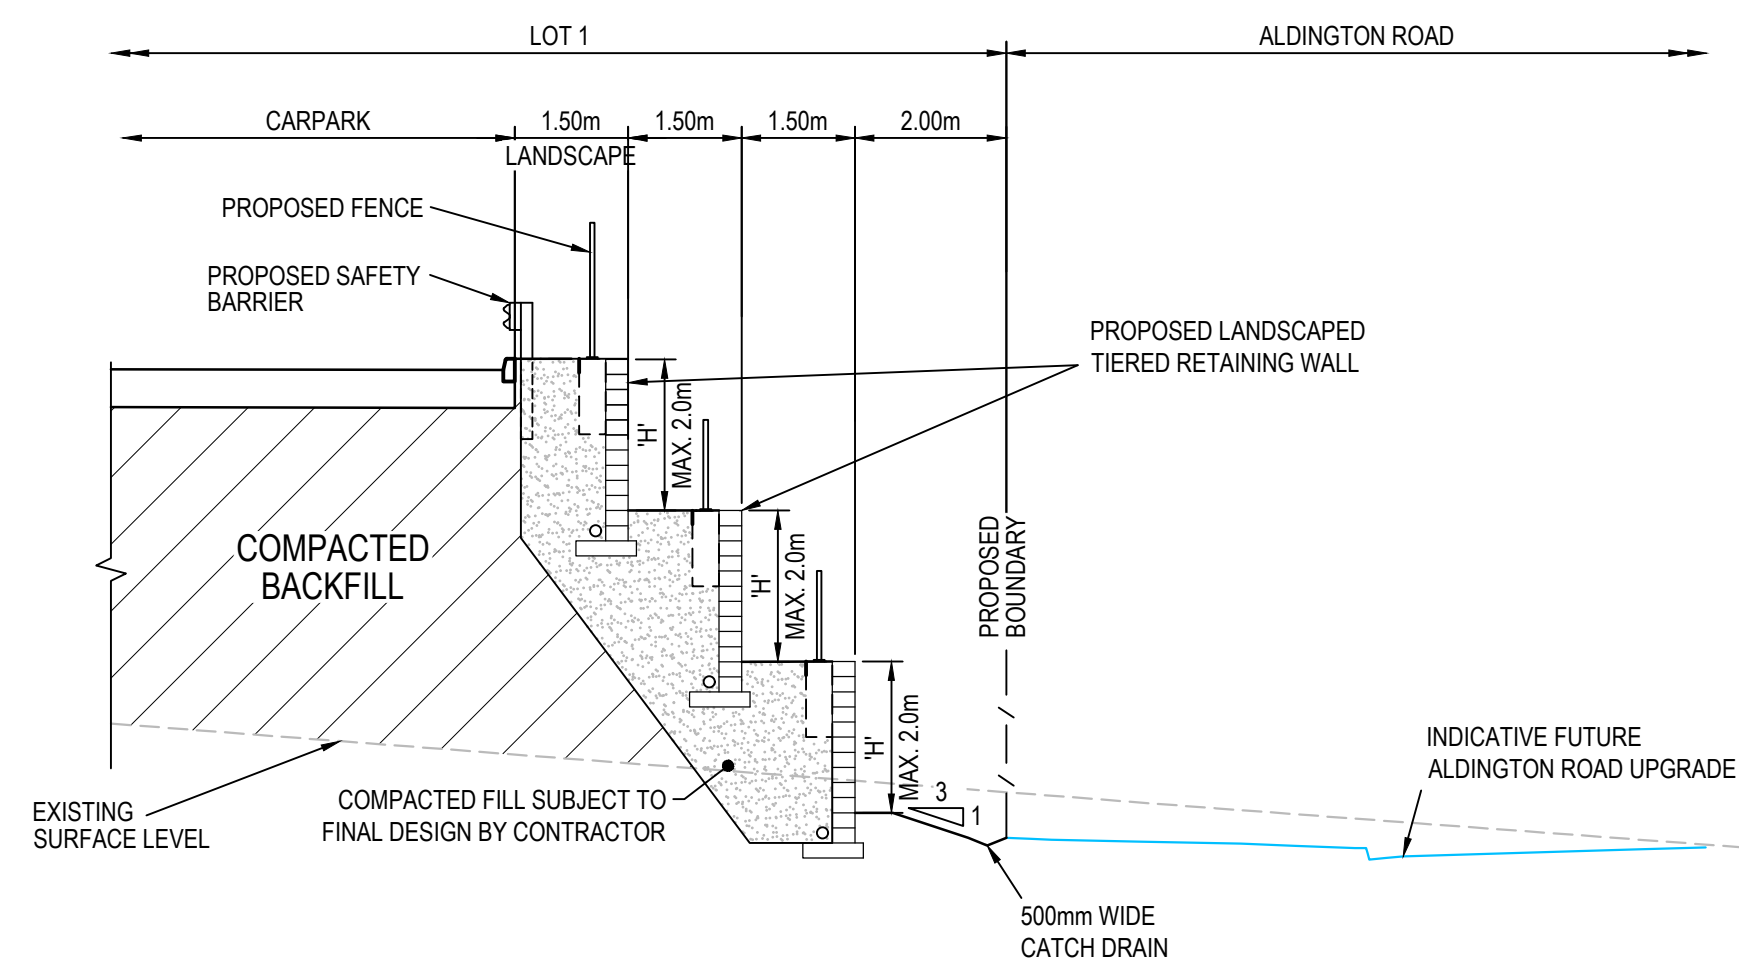 LOT 1
ALDINGTON ROAD
CARPARK
1.50m
1.50m
1.50m
2.00m
LANDSCAPE
PROPOSED FENCE
PROPOSED SAFETY
BARRIER
PROPOSED LANDSCAPED
TIERED RETAINING WALL
'H'
MAX. 2.0m
'H'
MAX. 2.0m
'H'
MAX. 2.0m
PROPOSED
BOUNDARY
COMPACTED
BACKFILL
3
1
INDICATIVE FUTURE
ALDINGTON ROAD UPGRADE
EXISTING
SURFACE LEVEL
COMPACTED FILL SUBJECT TO
FINAL DESIGN BY CONTRACTOR
500mm WIDE
CATCH DRAIN